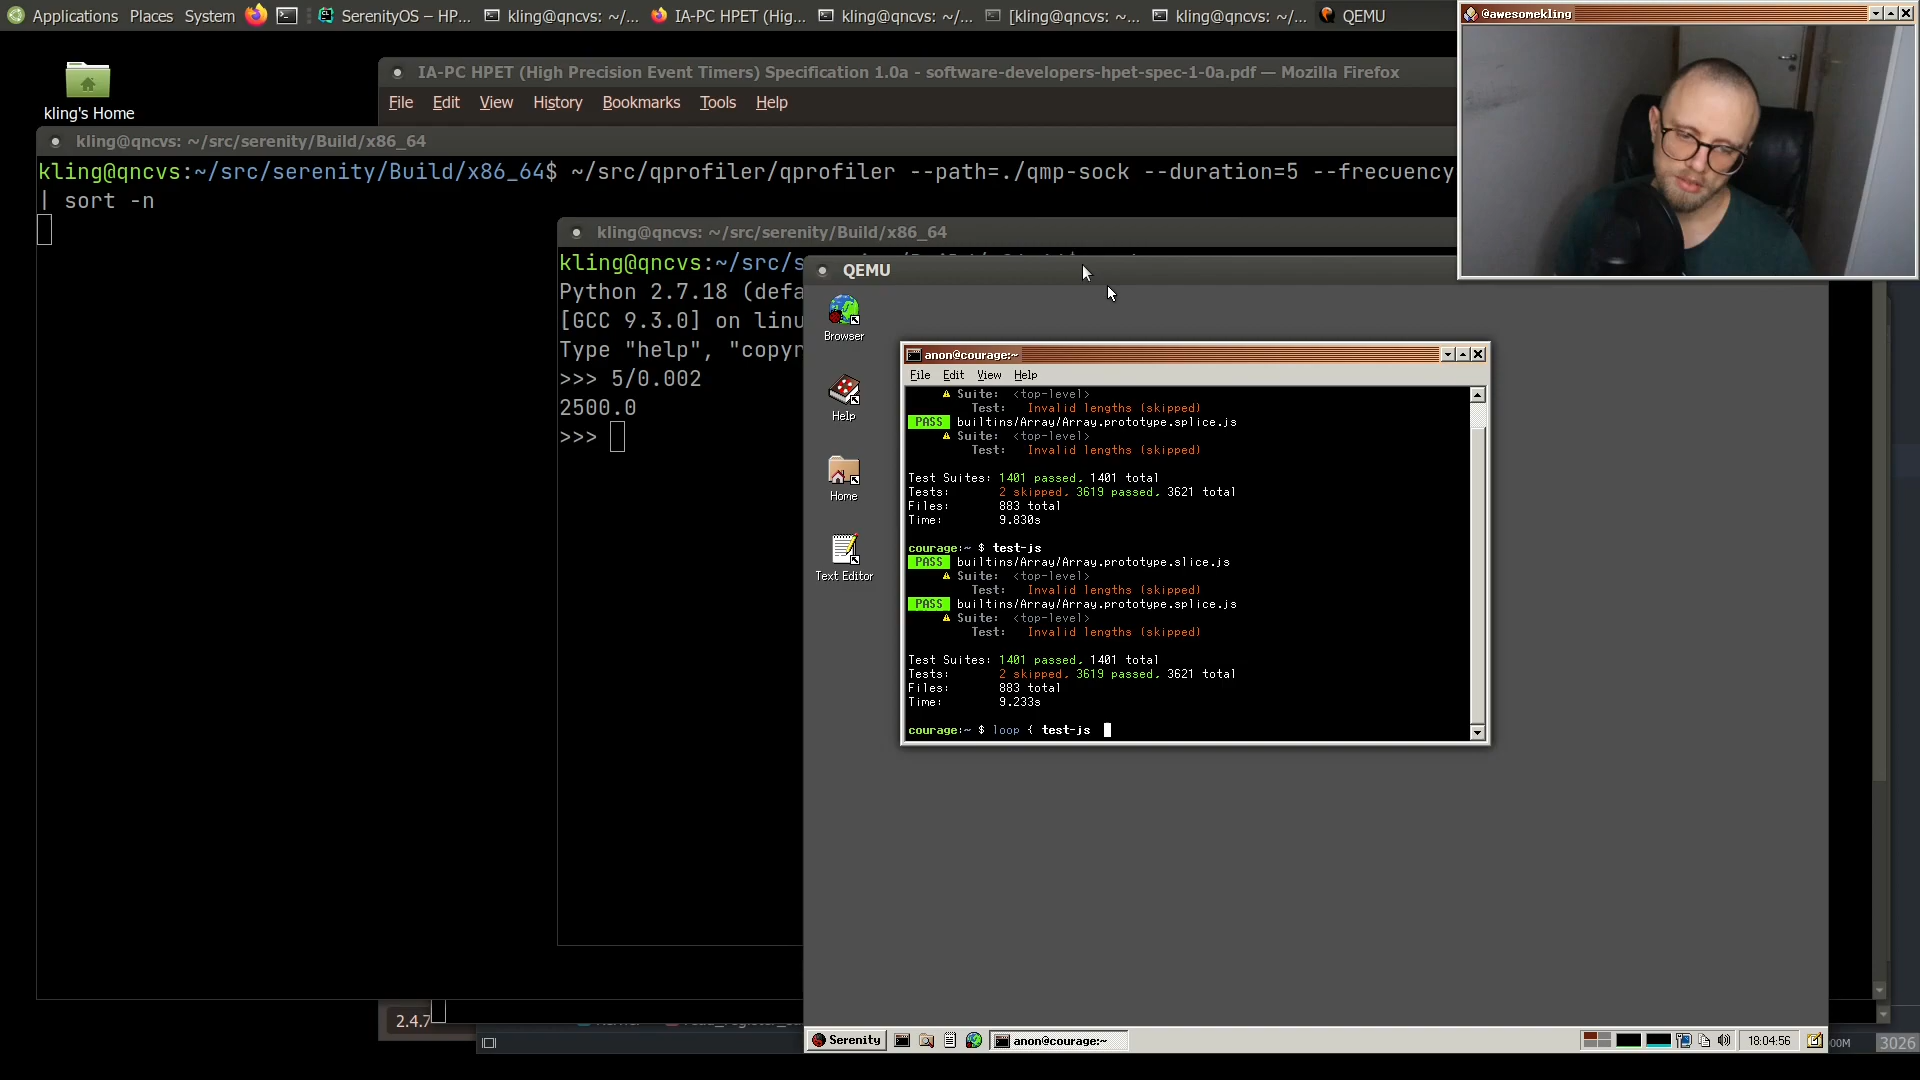 Applications Places System SerenityOS – HP... kling@qncvs: ~/... IA-PC HPET (Hig... kling@qncvs: ~/... [kling@qncvs: ~... kling@qncvs: ~/... QEMU
@awesomekling
kling's Home
IA-PC HPET (High Precision Event Timers) Specification 1.0a - software-developers-hpet-spec-1-0a.pdf — Mozilla Firefox
File Edit View History Bookmarks Tools Help
kling@qncvs: ~/src/serenity/Build/x86_64
kling@qncvs:~/src/serenity/Build/x86_64$ ~/src/qprofiler/qprofiler --path=./qmp-sock --duration=5 --frecuency
| sort -n
kling@qncvs: ~/src/serenity/Build/x86_64
kling@qncvs:~/src/s
Python 2.7.18 (defa
[GCC 9.3.0] on linu
Type "help", "copyr
>>> 5/0.002
2500.0
>>>
QEMU
Browser
Help
Home
Text Editor
anon@courage:~
File Edit View Help
Suite: <top-level>
Test: Invalid lengths (skipped)
PASS builtins/Array/Array.prototype.splice.js
Suite: <top-level>
Test: Invalid lengths (skipped)
Test Suites: 1401 passed, 1401 total
Tests: 2 skipped, 3619 passed, 3621 total
Files: 883 total
Time: 9.830s
courage:~ $ test-js
PASS builtins/Array/Array.prototype.slice.js
Suite: <top-level>
Test: Invalid lengths (skipped)
PASS builtins/Array/Array.prototype.splice.js
Suite: <top-level>
Test: Invalid lengths (skipped)
Test Suites: 1401 passed, 1401 total
Tests: 2 skipped, 3619 passed, 3621 total
Files: 883 total
Time: 9.233s
courage:~ $ loop { test-js
2.4.7
Serenity anon@courage:~ 18:04:56
3026